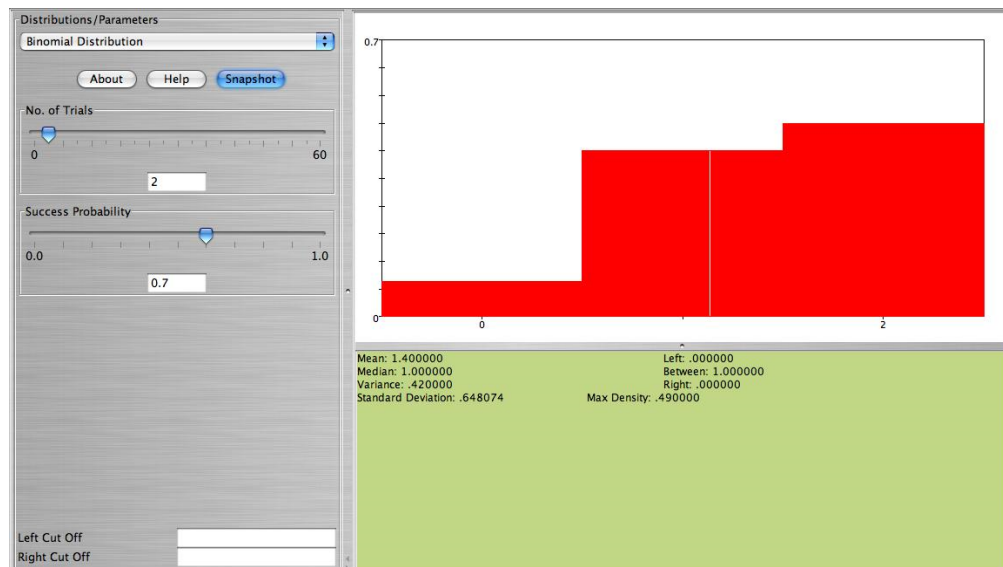 Distributions/Parameters
Binomial Distribution
About Help Snapshot
No. of Trials
0 60
2
Success Probability
0.0 1.0
0.7
Left Cut Off
Right Cut Off
0.7
0
0 2
Mean: 1.400000 Left: .000000
Median: 1.000000 Between: 1.000000
Variance: .420000 Right: .000000
Standard Deviation: .648074 Max Density: .490000